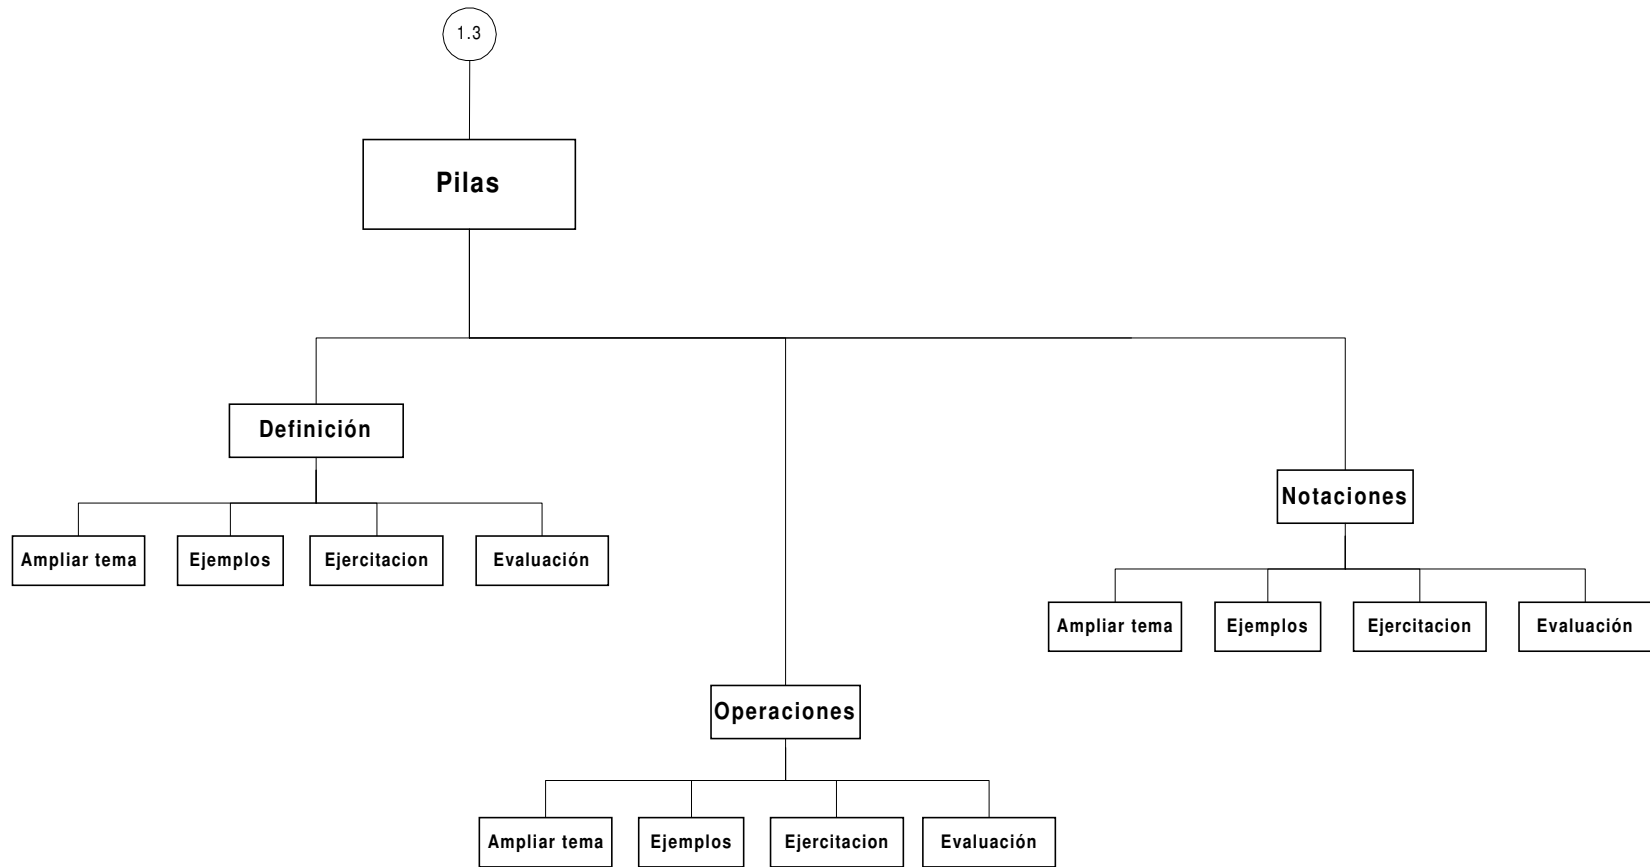 1.3
Pilas
Definición
Ampliar tema
Ejemplos
Ejercitacion
Evaluación
Notaciones
Ampliar tema
Ejemplos
Ejercitacion
Evaluación
Operaciones
Ampliar tema
Ejemplos
Ejercitacion
Evaluación